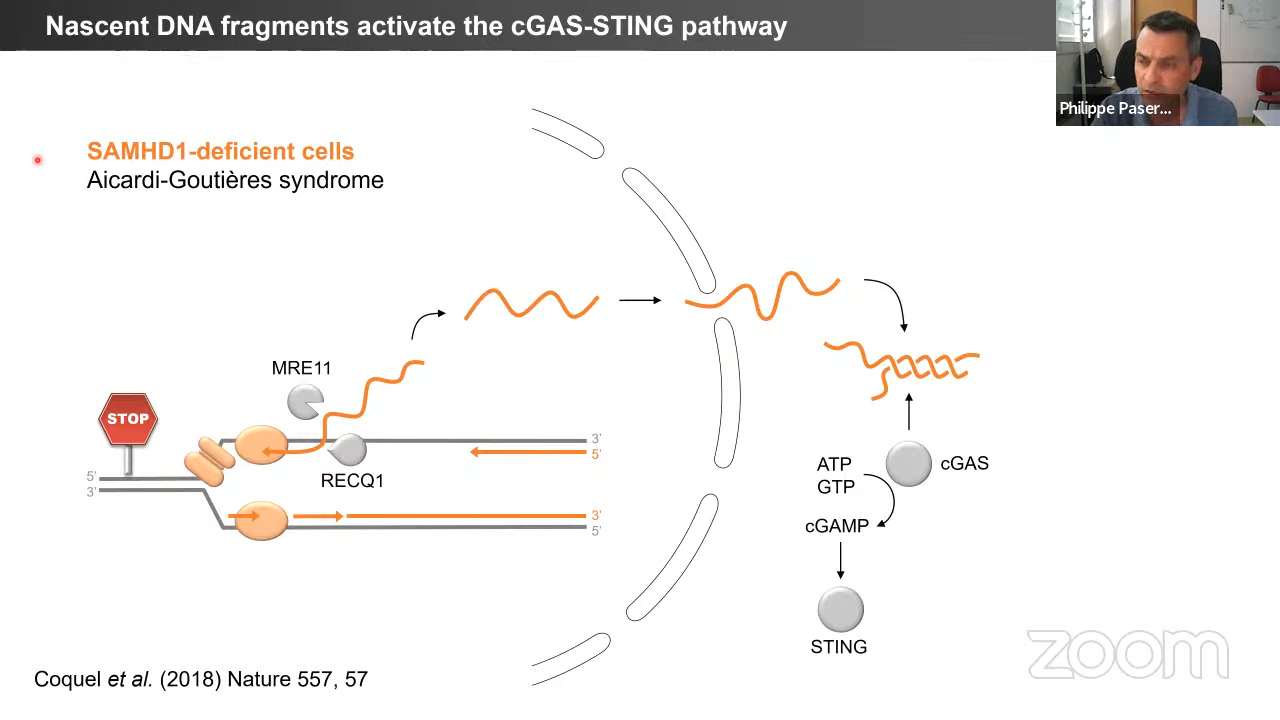 Nascent DNA fragments activate the cGAS-STING pathway
Philippe Paser...
SAMHD1-deficient cells
Aicardi-Goutières syndrome
MRE11
STOP
RECQ1
5'
3'
3'
5'
3'
5'
cGAS
ATP
GTP
cGAMP
STING
Coquel et al. (2018) Nature 557, 57
zoom